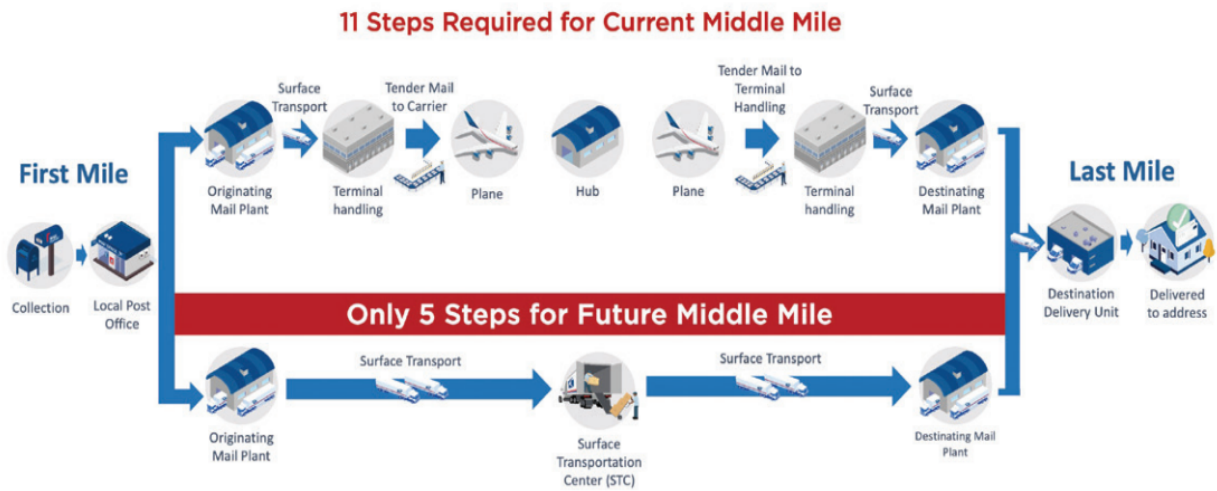 11 Steps Required for Current Middle Mile
Surface
Transport
Tender Mail
to Carrier
Tender Mail to
Terminal
Handling
Surface
Transport
Originating
Mail Plant
Terminal
handling
Plane
Hub
Plane
Terminal
handling
Destinating
Mail Plant
First Mile
Collection
Local Post
Office
Last Mile
Destination
Delivery Unit
Delivered
to address
Only 5 Steps for Future Middle Mile
Surface Transport
Surface Transport
Originating
Mail Plant
Surface
Transportation
Center (STC)
Destinating Mail
Plant